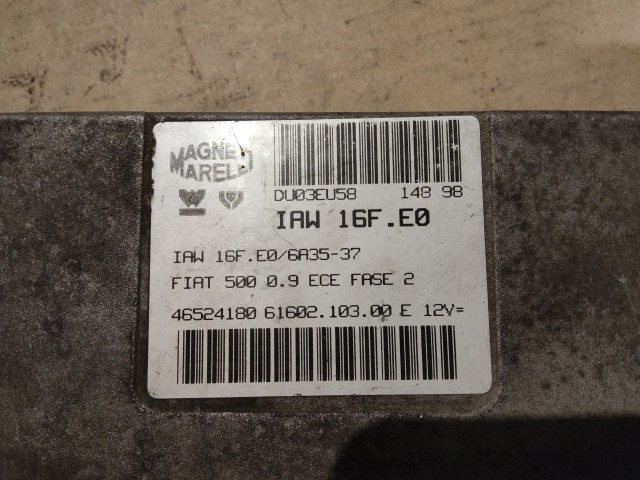 MAGNETI
MARELLI
DU03EU58 148 98
IAW 16F.E0
IAW 16F.E0/6A35-37
FIAT 500 0.9 ECE FASE 2
46524180 61602.103.00 E 12V=